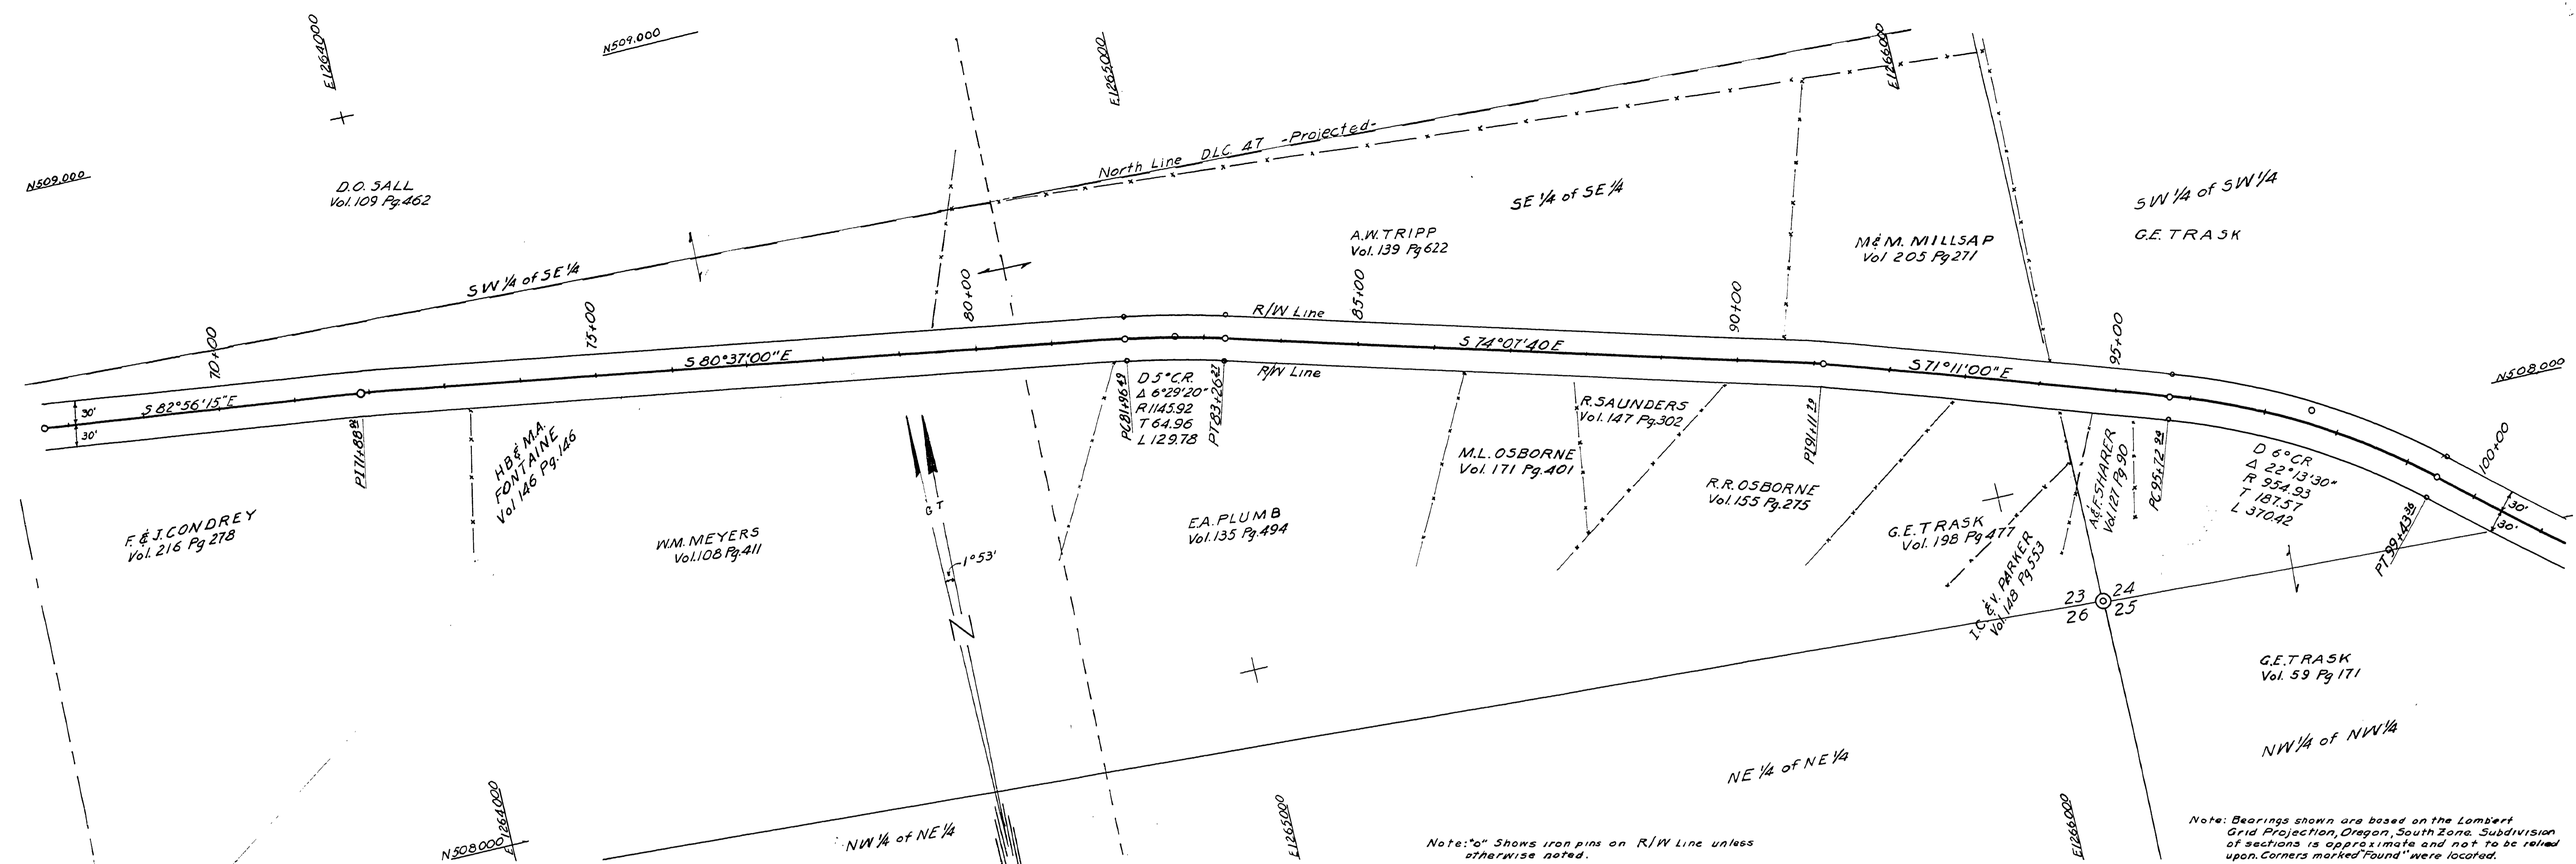 E1264000
N509.000
E1265000
E1266000
N509.000
D.O. SALL
Vol. 109 Pg. 462
North Line DLC. 47 -Projected-
SE 1/4 of SE 1/4
SW 1/4 of SW 1/4
G.E. TRASK
A.W. TRIPP
Vol. 139 Pg 622
M.& M. MILLSAP
Vol 205 Pg 271
SW 1/4 of SE 1/4
70+00
75+00
80+00
85+00
90+00
95+00
100+00
R/W Line
R/W Line
S 82°56'15"E
S 80°37'00"E
S 74°07'40 E
S 71°11'00"E
30'
30'
N508.000
PI 71+88 84
H.B.& M.A.
FONTAINE
Vol 146 Pg. 146
PC 81+96 49
D 5° C.R.
Δ 6°29'20"
R 1145.92
T 64.96
L 129.78
PT 83+26 27
R. SAUNDERS
Vol. 147 Pg. 302
M.L. OSBORNE
Vol. 171 Pg. 401
R.R. OSBORNE
Vol. 155 Pg. 275
PI 91+11 29
G.E. TRASK
Vol. 198 Pg 477
I.C. & V. PARKER
Vol. 148 Pg 553
A.& F. SHARER
Vol. 127 Pg 90
PC 95+72 94
D 6° C.R.
Δ 22°13'30"
R 954.93
T 187.57
L 370.42
PT 99+43 36
30'
30'
F. & J. CONDREY
Vol. 216 Pg 278
W.M. MEYERS
Vol. 108 Pg. 411
G T
1°53'
N
E.A. PLUMB
Vol. 135 Pg. 494
23 24
26 25
G.E. TRASK
Vol. 59 Pg 171
NW 1/4 of NW 1/4
NE 1/4 of NE 1/4
NW 1/4 of NE 1/4
N508000
E1264000
E1265000
E1266000
Note: "o" Shows iron pins on R/W Line unless
otherwise noted.
Note: Bearings shown are based on the Lambert
Grid Projection, Oregon, South Zone. Subdivision
of sections is approximate and not to be relied
upon. Corners marked "Found" were located.